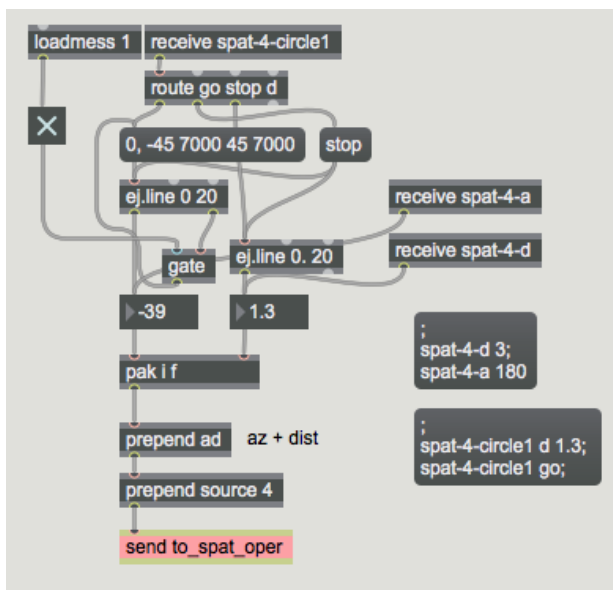 loadmess 1
receive spat-4-circle1
route go stop d
0, -45 7000 45 7000
stop
ej.line 0 20
receive spat-4-a
gate
ej.line 0. 20
receive spat-4-d
-39
1.3
;
spat-4-d 3;
spat-4-a 180
pak i f
;
spat-4-circle1 d 1.3;
spat-4-circle1 go;
prepend ad
az + dist
prepend source 4
send to_spat_oper